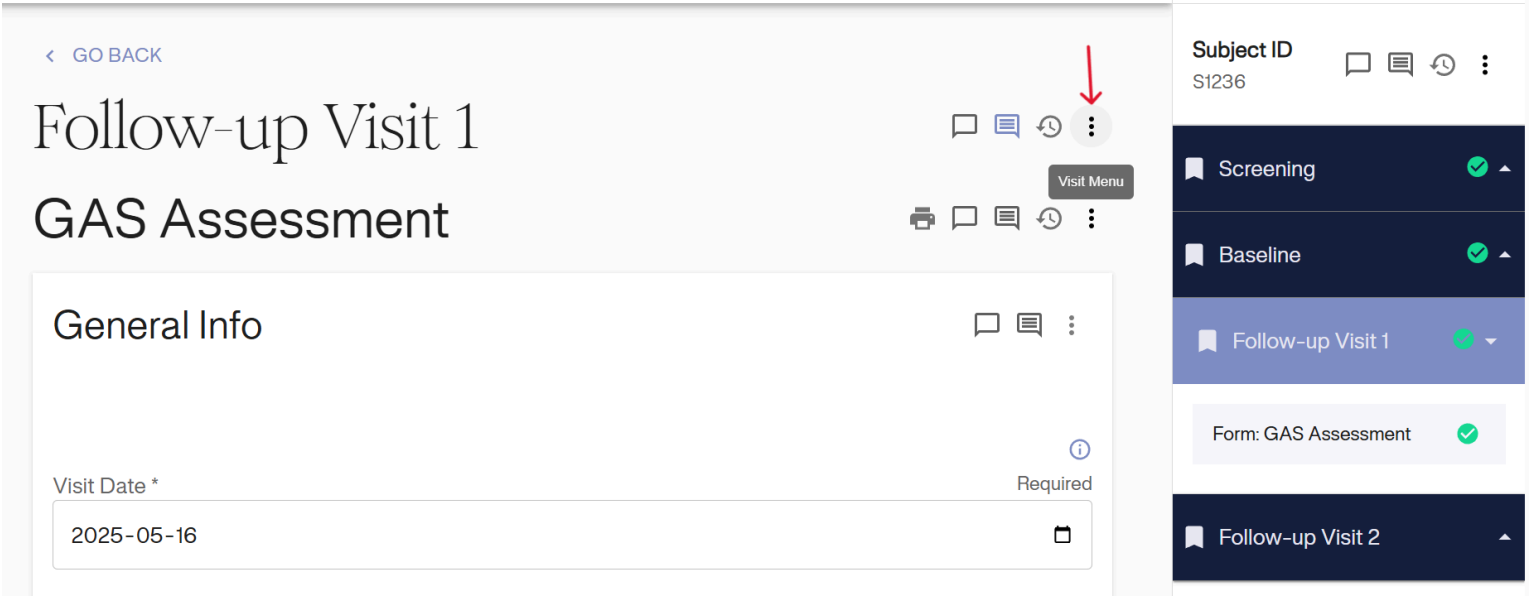 GO BACK
Follow-up Visit 1
Visit Menu
GAS Assessment
General Info
Visit Date *
Required
2025-05-16
Subject ID
S1236
Screening
Baseline
Follow-up Visit 1
Form: GAS Assessment
Follow-up Visit 2